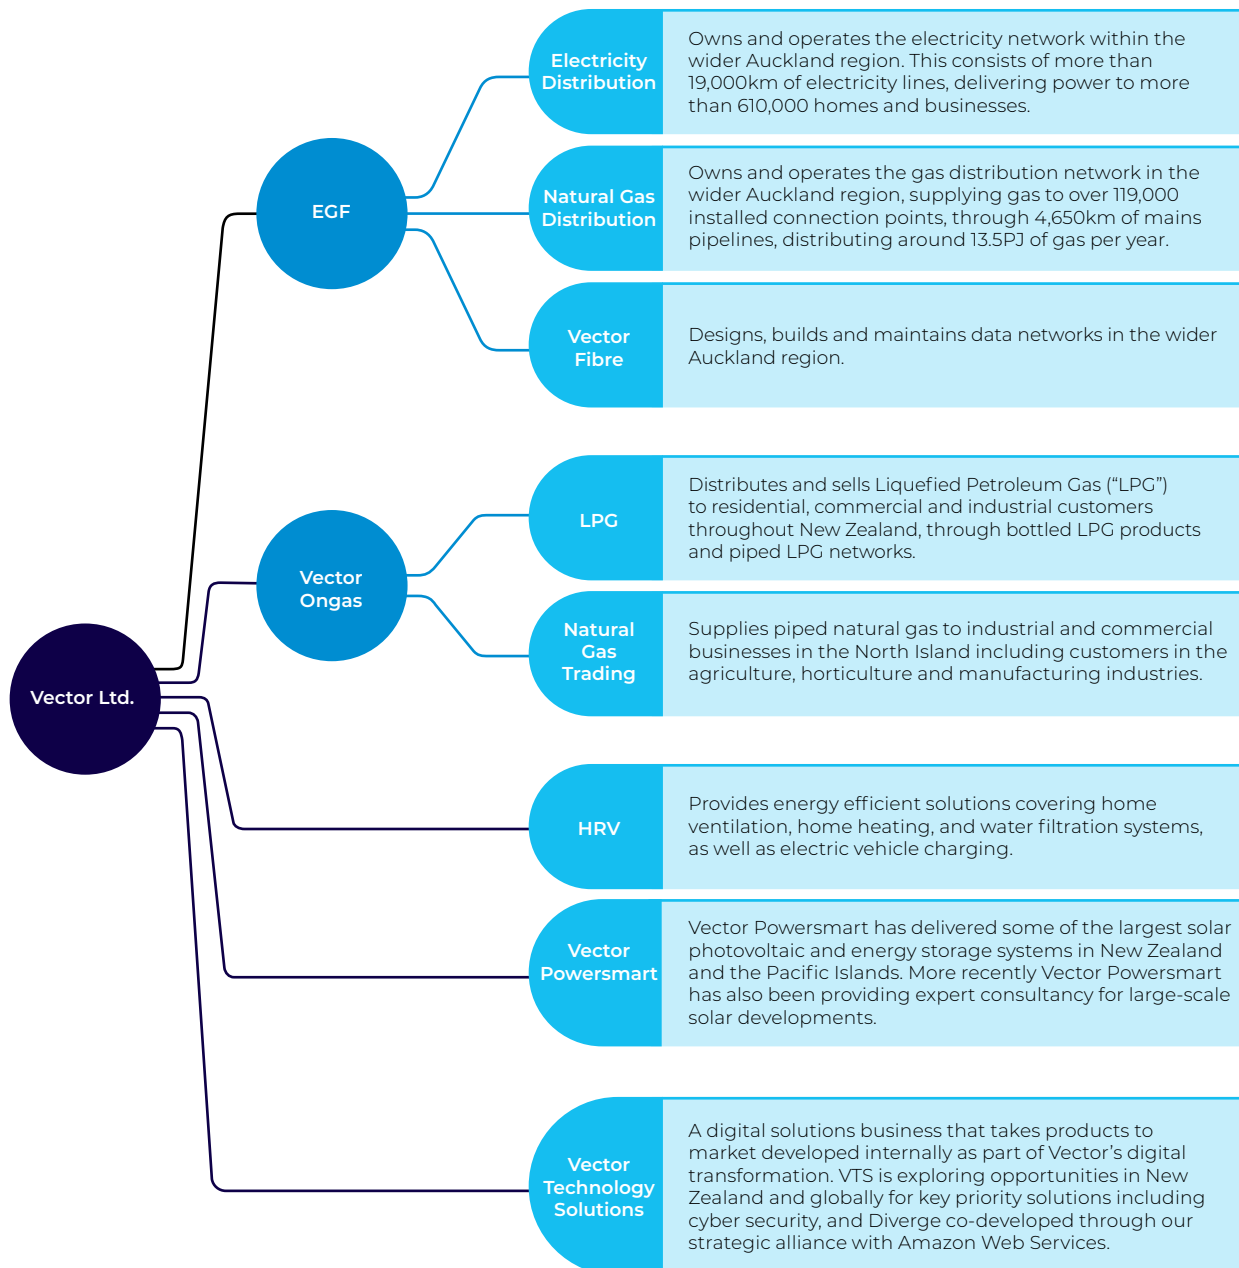 Electricity
Distribution
Owns and operates the electricity network within the
wider Auckland region. This consists of more than
19,000km of electricity lines, delivering power to more
than 610,000 homes and businesses.
EGF
Natural Gas
Distribution
Owns and operates the gas distribution network in the
wider Auckland region, supplying gas to over 119,000
installed connection points, through 4,650km of mains
pipelines, distributing around 13.5PJ of gas per year.
Vector
Fibre
Designs, builds and maintains data networks in the wider
Auckland region.
LPG
Distributes and sells Liquefied Petroleum Gas (“LPG”)
to residential, commercial and industrial customers
throughout New Zealand, through bottled LPG products
and piped LPG networks.
Vector
Ongas
Natural
Gas
Trading
Supplies piped natural gas to industrial and commercial
businesses in the North Island including customers in the
agriculture, horticulture and manufacturing industries.
Vector Ltd.
HRV
Provides energy efficient solutions covering home
ventilation, home heating, and water filtration systems,
as well as electric vehicle charging.
Vector
Powersmart
Vector Powersmart has delivered some of the largest solar
photovoltaic and energy storage systems in New Zealand
and the Pacific Islands. More recently Vector Powersmart
has also been providing expert consultancy for large-scale
solar developments.
Vector
Technology
Solutions
A digital solutions business that takes products to
market developed internally as part of Vector’s digital
transformation. VTS is exploring opportunities in New
Zealand and globally for key priority solutions including
cyber security, and Diverge co-developed through our
strategic alliance with Amazon Web Services.